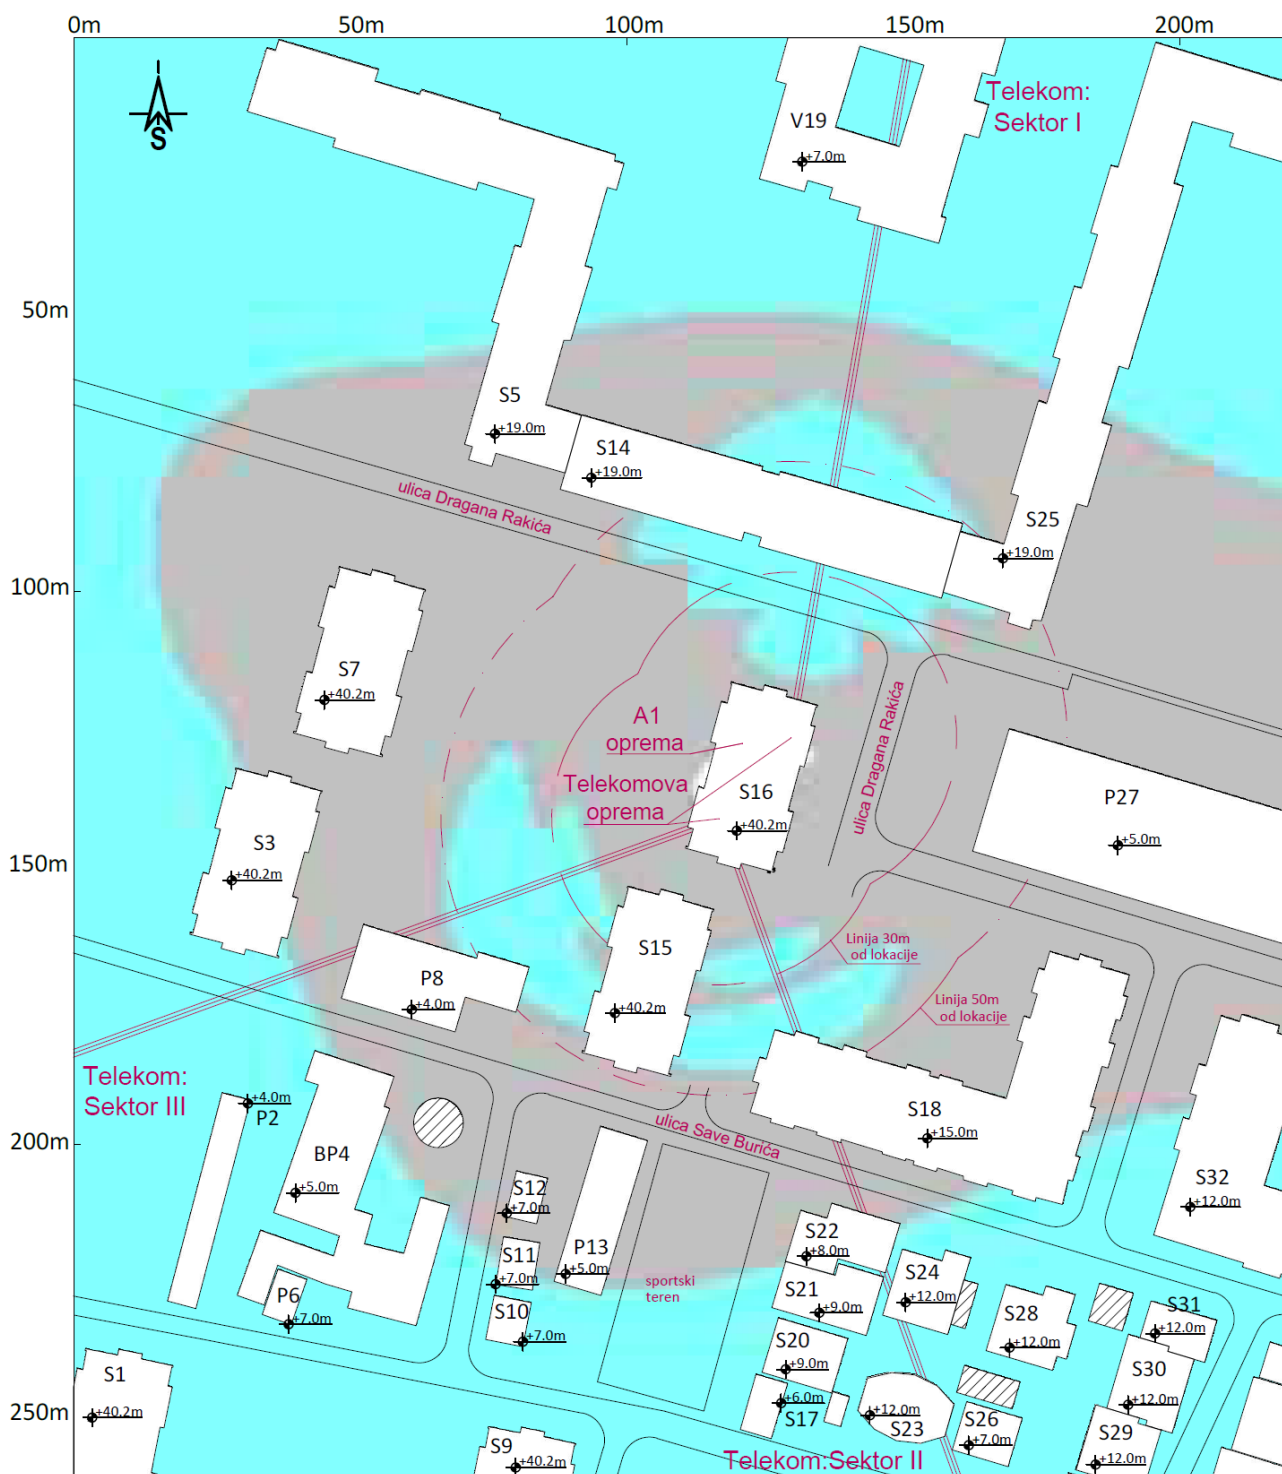 0m
50m
100m
150m
200m
Telekom:
Sektor I
V19
+7.0m
S
50m
S5
+19.0m
S14
+19.0m
ulica Dragana Rakića
S25
+19.0m
100m
S7
+40.2m
A1
oprema
Telekomova
oprema
S16
+40.2m
ulica Dragana Rakića
P27
+5.0m
150m
S3
+40.2m
S15
+40.2m
Linija 30m
od lokacije
P8
+4.0m
Linija 50m
od lokacije
Telekom:
Sektor III
+4.0m
P2
S18
+15.0m
ulica Save Burića
200m
BP4
+5.0m
S12
+7.0m
S32
+12.0m
S22
+8.0m
S11
+7.0m
P13
+5.0m
sportski
teren
S21
+9.0m
S24
+12.0m
P6
+7.0m
S10
+7.0m
S28
+12.0m
S31
+12.0m
S20
+9.0m
S1
+40.2m
S30
+12.0m
250m
+6.0m
S17
+12.0m
S23
S26
+7.0m
S29
+12.0m
S9
+40.2m
Telekom:Sektor II